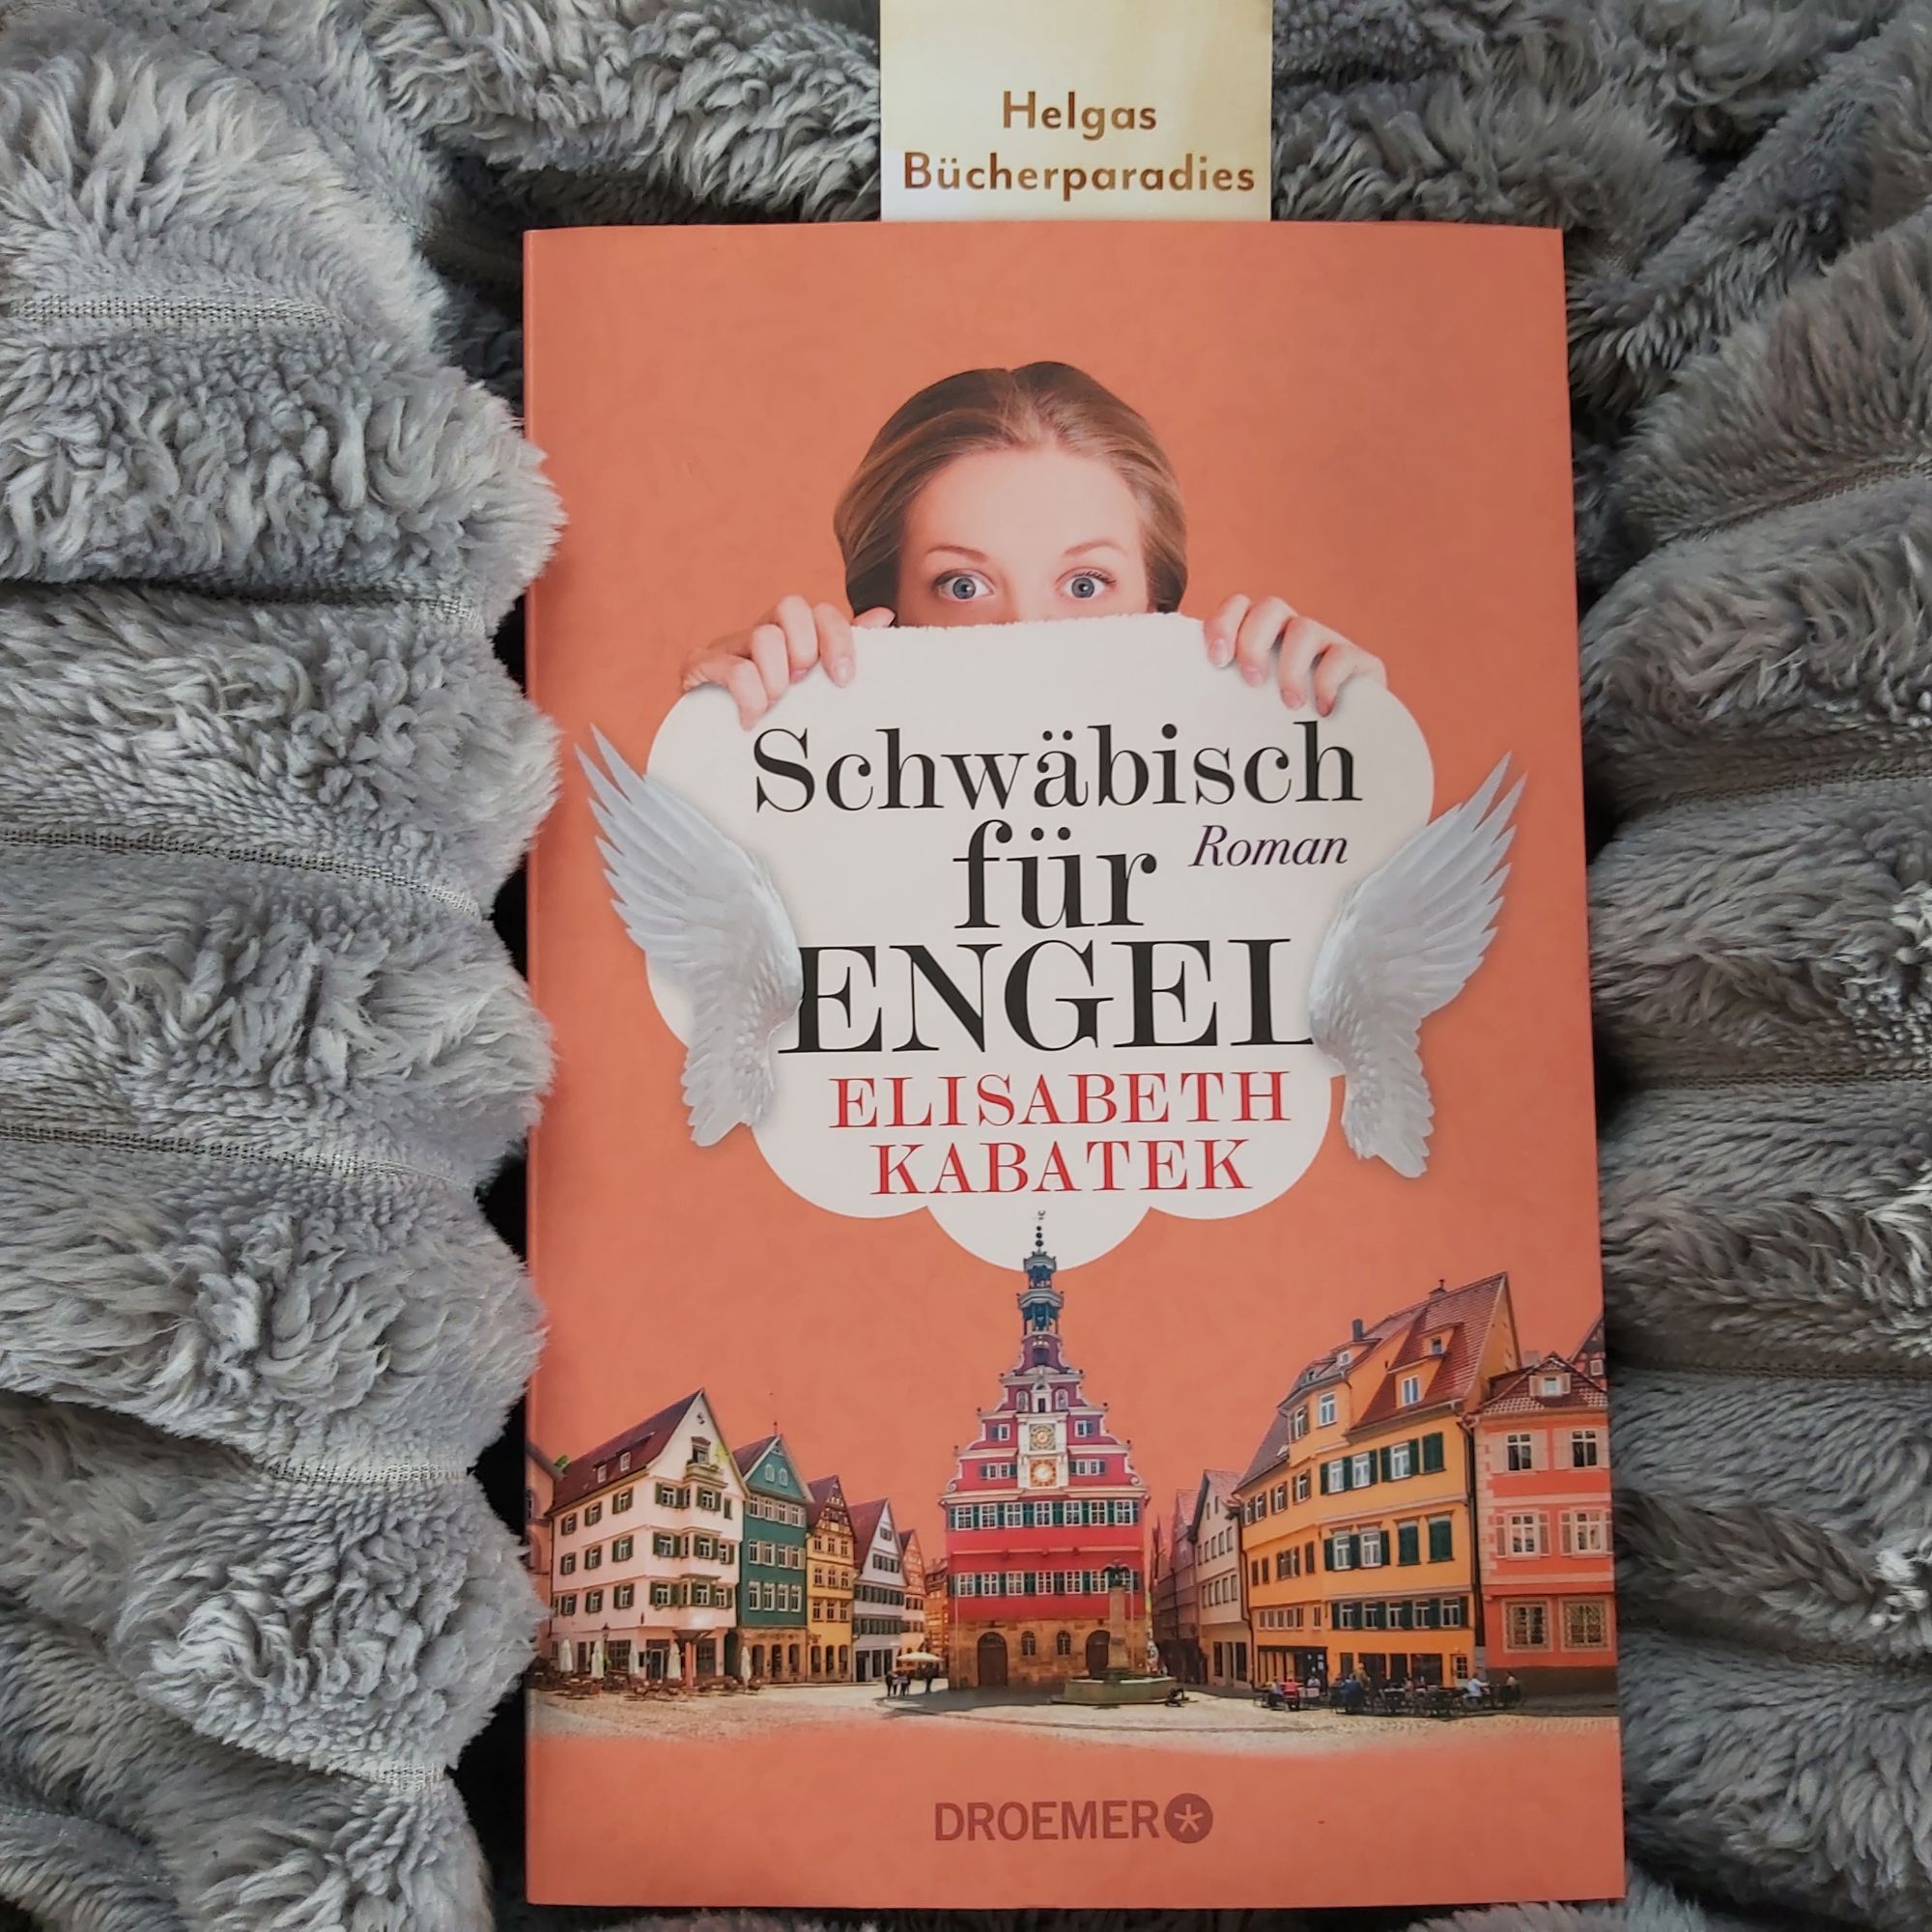 Helgas
Bücherparadies
Schwäbisch
für Roman
ENGEL
ELISABETH
KABATEK
DROEMER